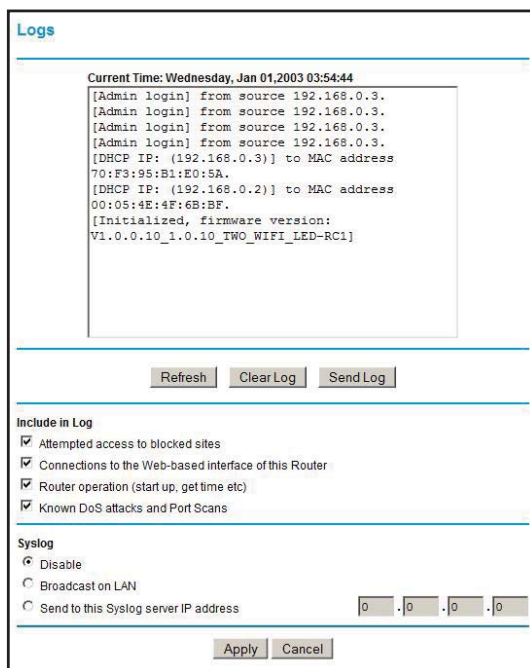 Logs
Current Time: Wednesday, Jan 01,2003 03:54:44
[Admin login] from source 192.168.0.3.
[Admin login] from source 192.168.0.3.
[Admin login] from source 192.168.0.3.
[Admin login] from source 192.168.0.3.
[DHCP IP: (192.168.0.3)] to MAC address
70:F3:95:B1:E0:5A.
[DHCP IP: (192.168.0.2)] to MAC address
00:05:4E:4F:6B:BF.
[Initialized, firmware version:
V1.0.0.10_1.0.10_TWO_WIFI_LED-RC1]
Refresh Clear Log Send Log
Include in Log
Attempted access to blocked sites
Connections to the Web-based interface of this Router
Router operation (start up, get time etc)
Known DoS attacks and Port Scans
Syslog
Disable
Broadcast on LAN
Send to this Syslog server IP address 0 . 0 . 0 . 0
Apply Cancel